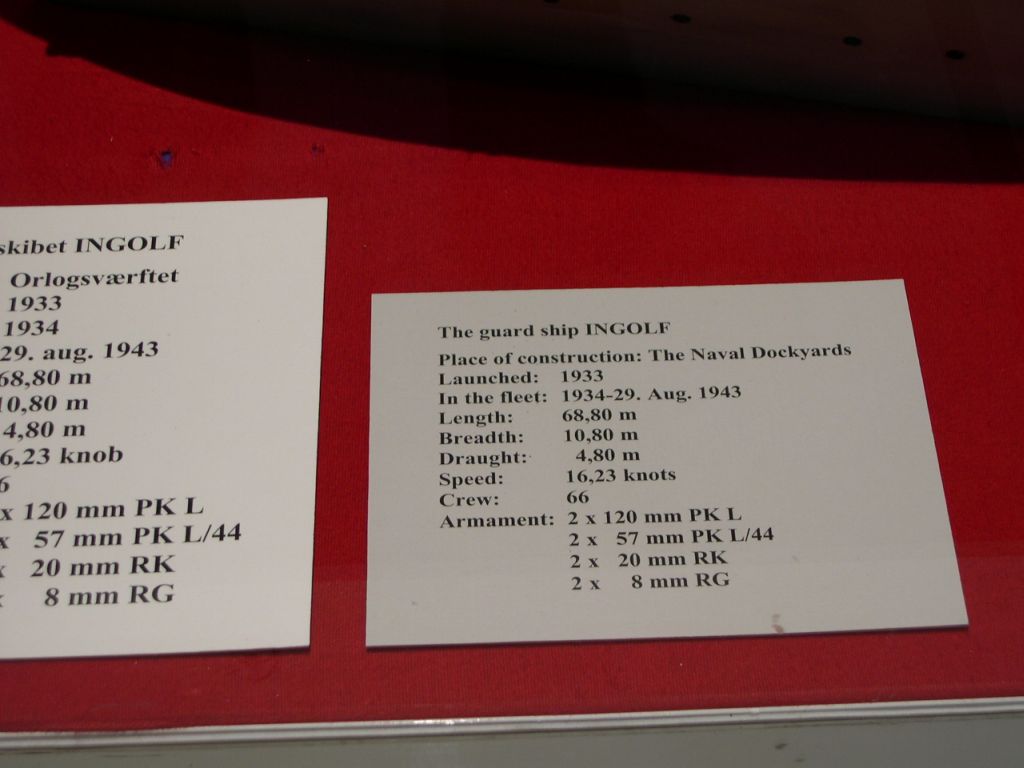 skibet INGOLF
Orlogsværftet
1933
1934
29. aug. 1943
68,80 m
10,80 m
4,80 m
6,23 knob
6
x 120 mm PK L
x 57 mm PK L/44
x 20 mm RK
x 8 mm RG
The guard ship INGOLF
Place of construction: The Naval Dockyards
Launched: 1933
In the fleet: 1934-29. Aug. 1943
Length: 68,80 m
Breadth: 10,80 m
Draught: 4,80 m
Speed: 16,23 knots
Crew: 66
Armament: 2 x 120 mm PK L
2 x 57 mm PK L/44
2 x 20 mm RK
2 x 8 mm RG